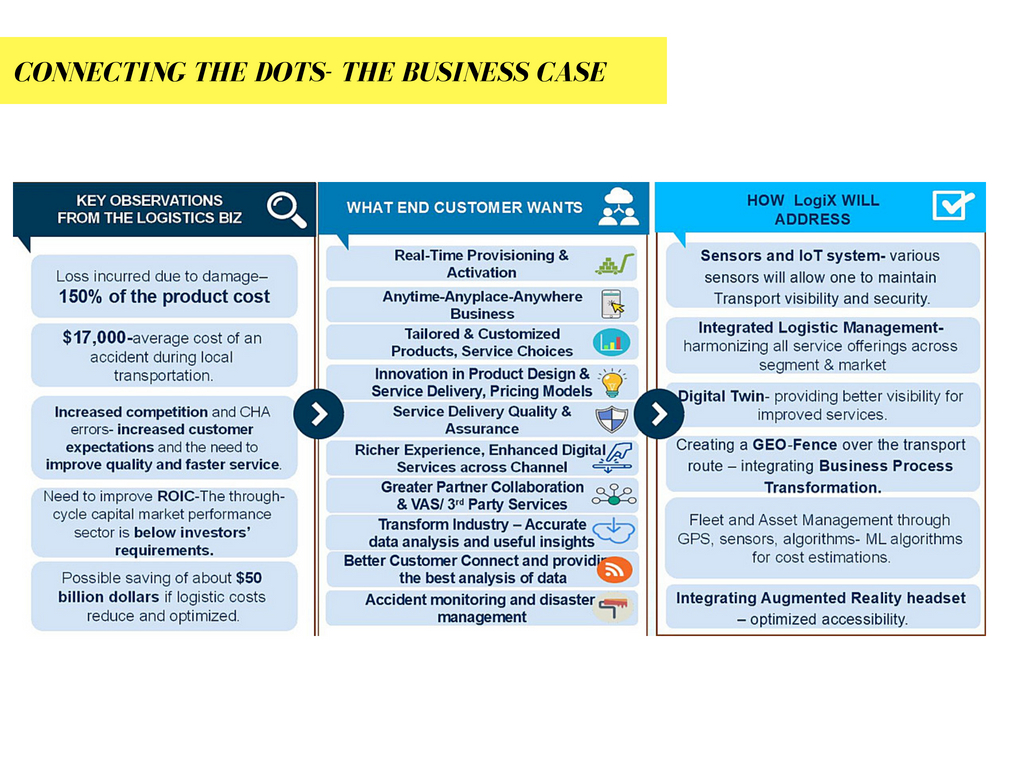 CONNECTING THE DOTS- THE BUSINESS CASE
KEY OBSERVATIONS
FROM THE LOGISTICS BIZ
Loss incurred due to damage–
150% of the product cost
$17,000-average cost of an
accident during local
transportation.
Increased competition and CHA
errors- increased customer
expectations and the need to
improve quality and faster service.
Need to improve ROIC-The through-
cycle capital market performance
sector is below investors’
requirements.
Possible saving of about $50
billion dollars if logistic costs
reduce and optimized.
WHAT END CUSTOMER WANTS
Real-Time Provisioning &
Activation
Anytime-Anyplace-Anywhere
Business
Tailored & Customized
Products, Service Choices
Innovation in Product Design &
Service Delivery, Pricing Models
Service Delivery Quality &
Assurance
Richer Experience, Enhanced Digital
Services across Channel
Greater Partner Collaboration
& VAS/ 3rd Party Services
Transform Industry – Accurate
data analysis and useful insights
Better Customer Connect and providing
the best analysis of data
Accident monitoring and disaster
management
HOW LogiX WILL
ADDRESS
Sensors and IoT system- various
sensors will allow one to maintain
Transport visibility and security.
Integrated Logistic Management-
harmonizing all service offerings across
segment & market
Digital Twin- providing better visibility for
improved services.
Creating a GEO-Fence over the transport
route – integrating Business Process
Transformation.
Fleet and Asset Management through
GPS, sensors, algorithms- ML algorithms
for cost estimations.
Integrating Augmented Reality headset
– optimized accessibility.